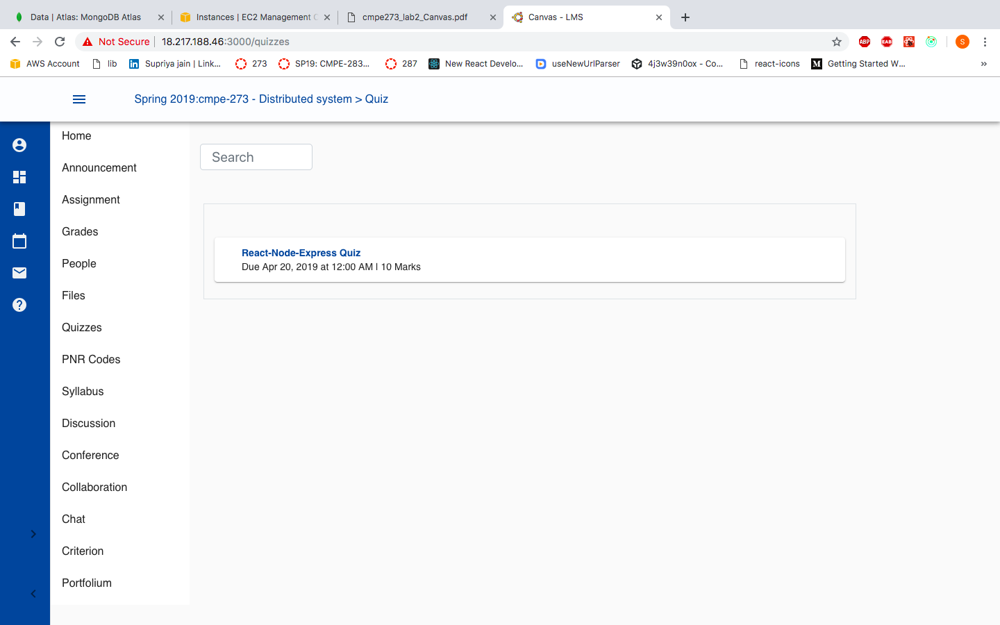 Data | Atlas: MongoDB Atlas
Instances | EC2 Management C
cmpe273_lab2_Canvas.pdf
Canvas - LMS
Not Secure
18.217.188.46:3000/quizzes
ABP
EAB
S
AWS Account
lib
Supriya jain | Link...
273
SP19: CMPE-283...
287
New React Develo...
useNewUrlParser
4j3w39n0ox - Co...
react-icons
Getting Started W...
»
Spring 2019:cmpe-273 - Distributed system > Quiz
Home
Announcement
Assignment
Grades
People
Files
Quizzes
PNR Codes
Syllabus
Discussion
Conference
Collaboration
Chat
Criterion
Portfolium
Search
React-Node-Express Quiz
Due Apr 20, 2019 at 12:00 AM | 10 Marks